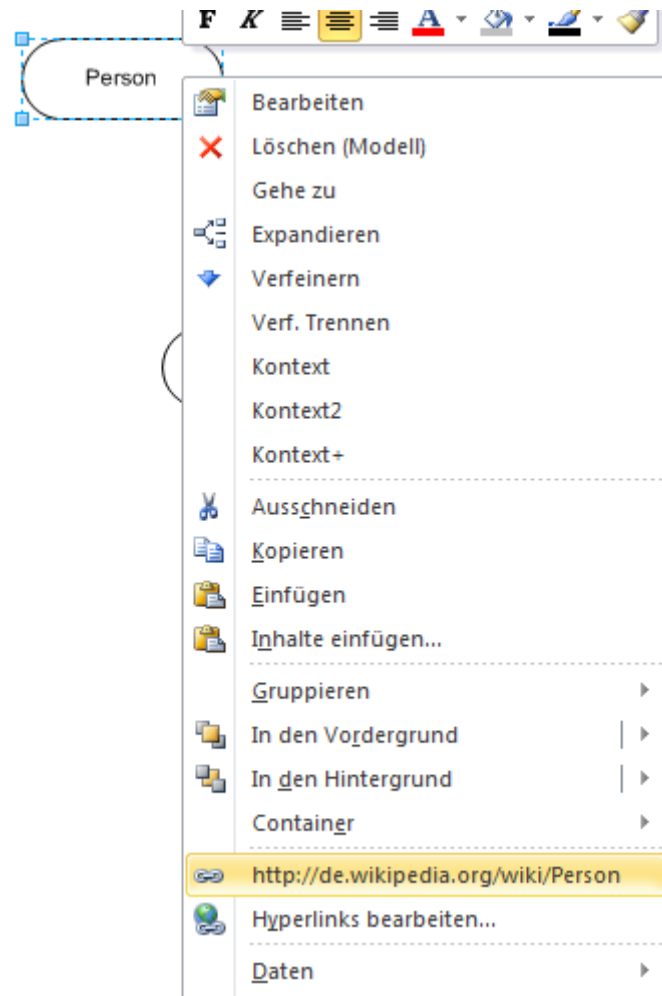 F K A
Person
Bearbeiten
Löschen (Modell)
Gehe zu
Expandieren
Verfeinern
Verf. Trennen
Kontext
Kontext2
Kontext+
Ausschneiden
Kopieren
Einfügen
Inhalte einfügen...
Gruppieren
In den Vordergrund
In den Hintergrund
Container
http://de.wikipedia.org/wiki/Person
Hyperlinks bearbeiten...
Daten